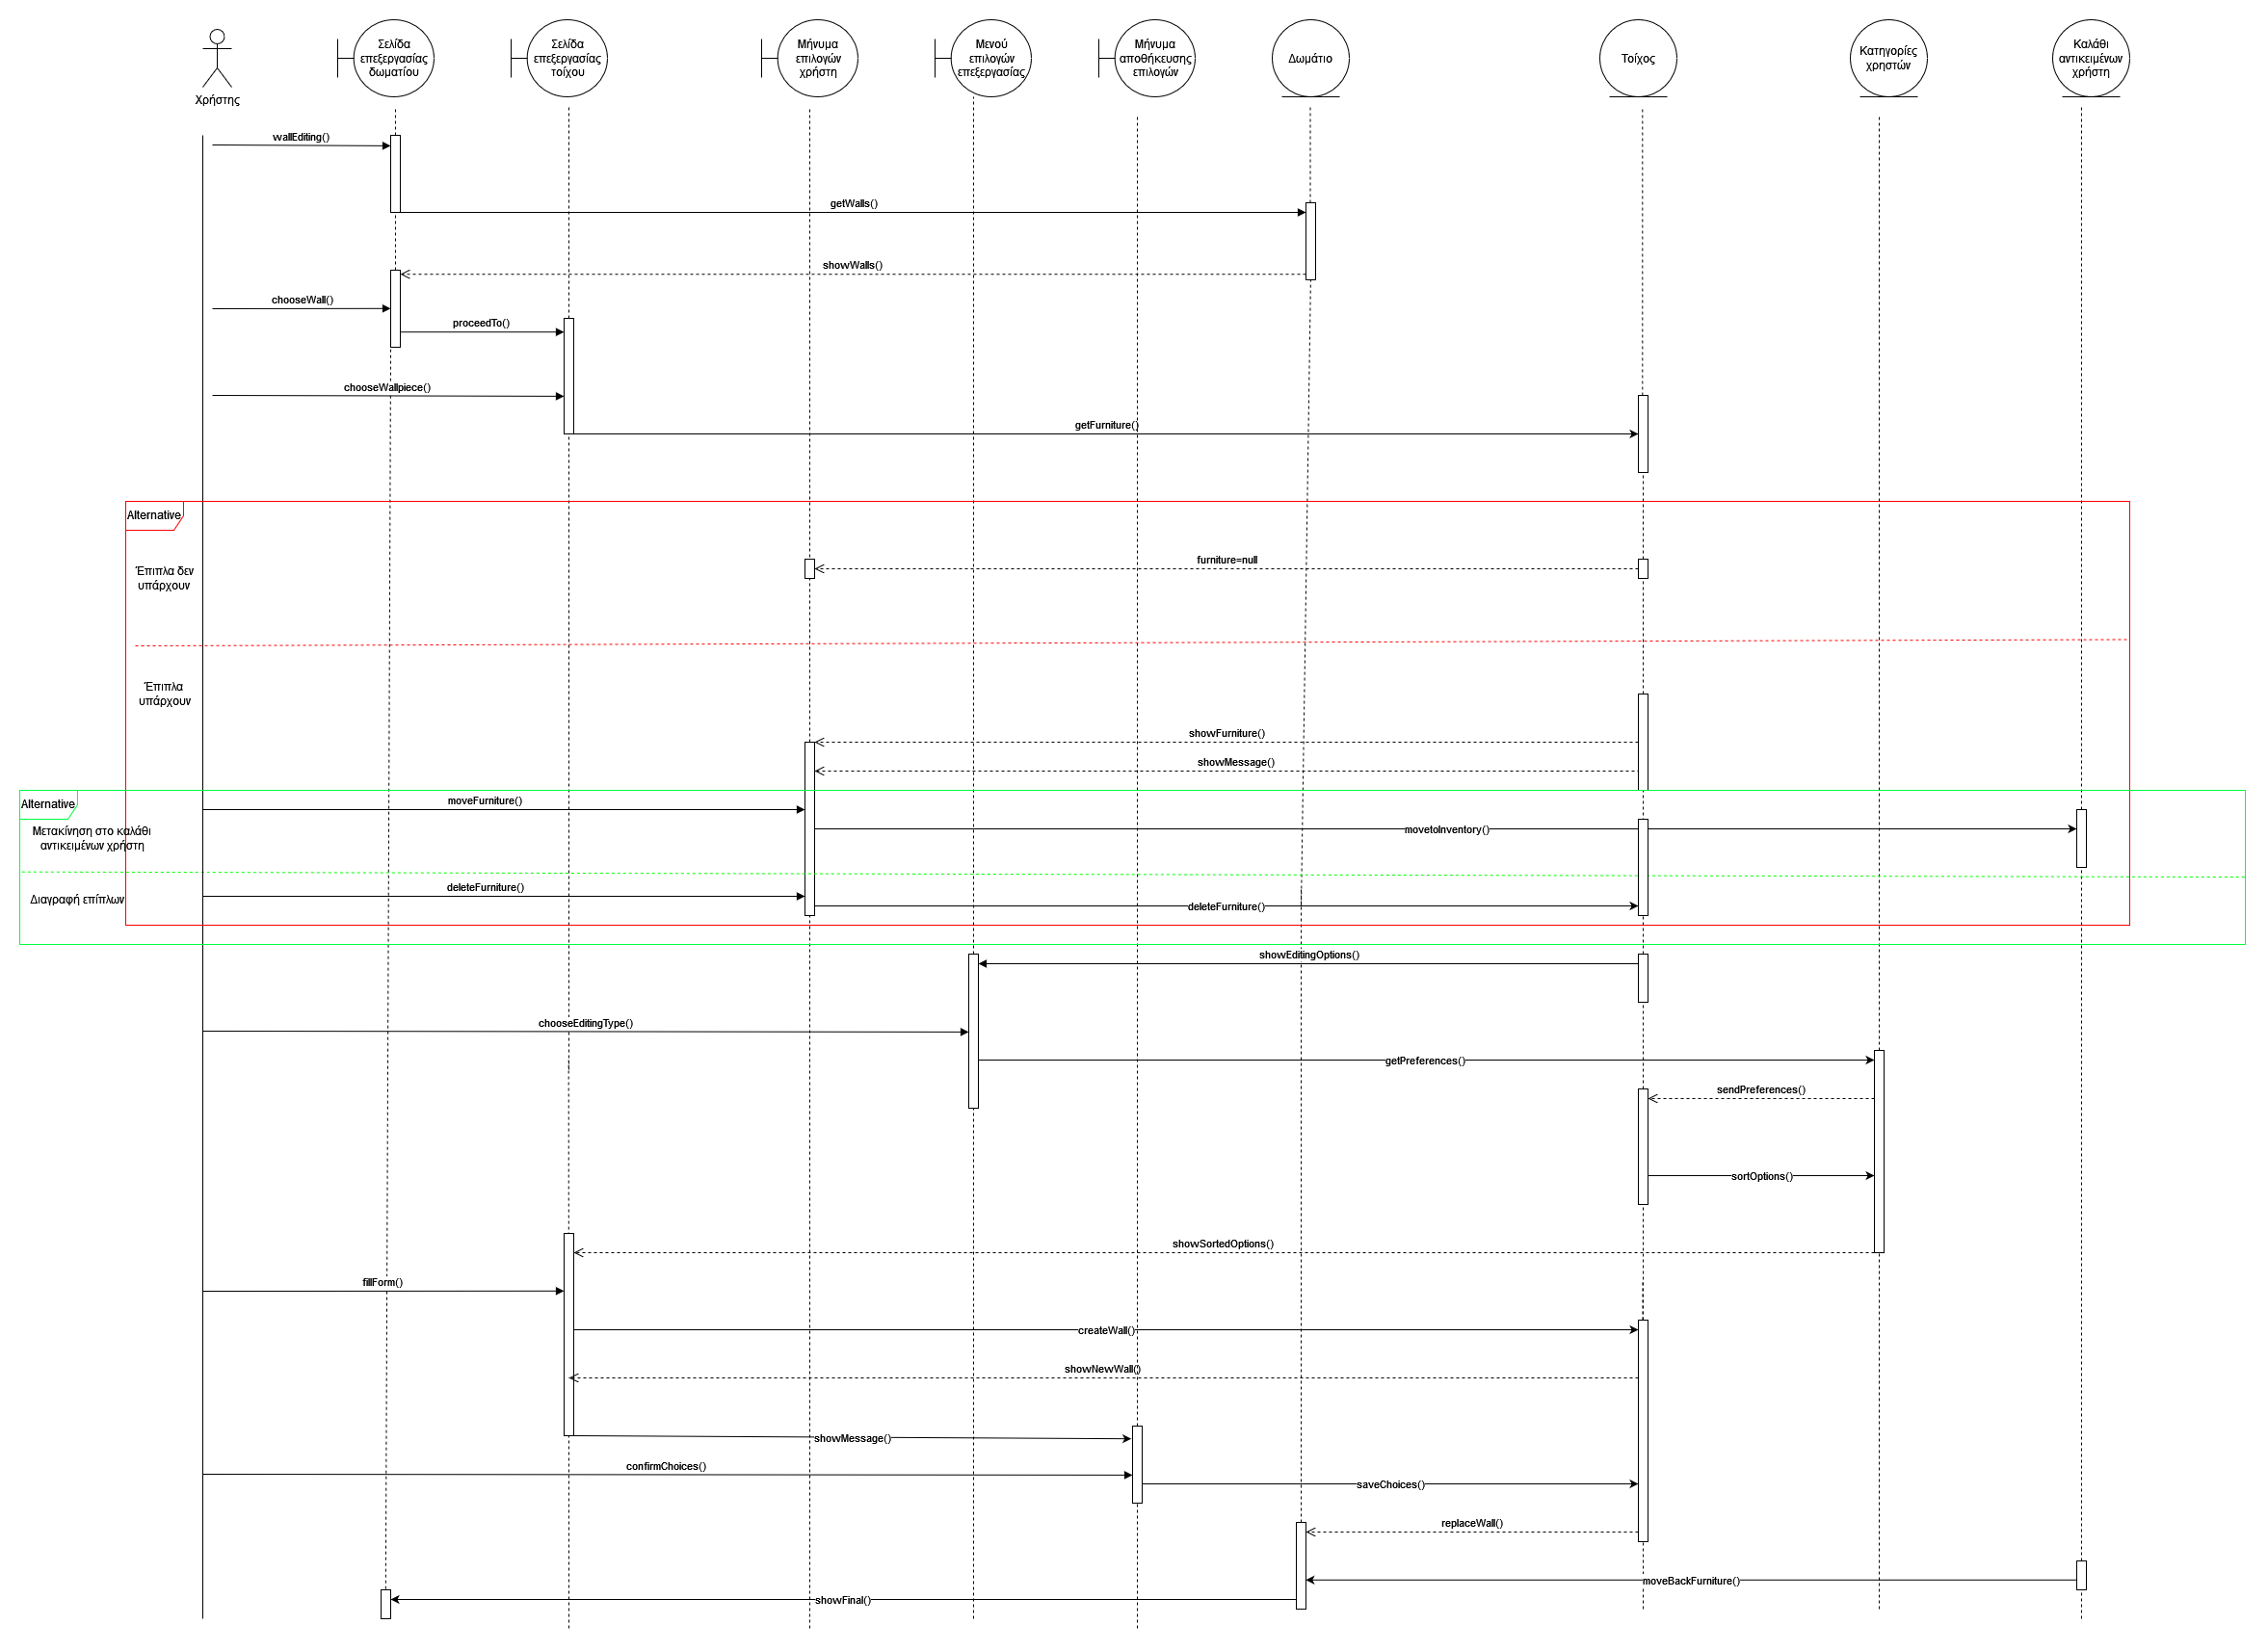 Χρήστης
Σελίδα
επεξεργασίας
δωματίου
Σελίδα
επεξεργασίας
τοίχου
Μήνυμα
επιλογών
χρήστη
Μενού
επιλογών
επεξεργασίας
Μήνυμα
αποθήκευσης
επιλογών
Δωμάτιο
Τοίχος
Κατηγορίες
χρηστών
Καλάθι
αντικειμένων
χρήστη
wallEditing()
getWalls()
showWalls()
chooseWall()
proceedTo()
chooseWallpiece()
getFurniture()
Alternative
Έπιπλα δεν
υπάρχουν
furniture=null
Έπιπλα
υπάρχουν
showFurniture()
showMessage()
Alternative
moveFurniture()
Μετακίνηση στο καλάθι
αντικειμένων χρήστη
movetoInventory()
deleteFurniture()
Διαγραφή επίπλων
deleteFurniture()
showEditingOptions()
chooseEditingType()
getPreferences()
sendPreferences()
sortOptions()
showSortedOptions()
fillForm()
createWall()
showNewWall()
showMessage()
confirmChoices()
saveChoices()
replaceWall()
moveBackFurniture()
showFinal()